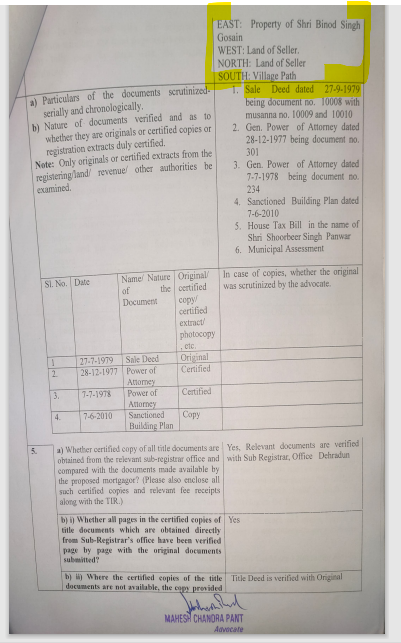 EAST: Property of Shri Binod Singh
Gosain
WEST: Land of Seller.
NORTH: Land of Seller
SOUTH: Village Path
a) Particulars of the documents scrutinized-
serially and chronologically.
b) Nature of documents verified and as to
whether they are originals or certified copies or
registration extracts duly certified.
Note: Only originals or certified extracts from the
registering/land/ revenue/ other authorities be
examined.
1. Sale Deed dated 27-9-1979
being document no. 10008 with
musanna no. 10009 and 10010
2. Gen. Power of Attorney dated
28-12-1977 being document no.
301
3. Gen. Power of Attorney dated
7-7-1978 being document no.
234
4. Sanctioned Building Plan dated
7-6-2010
5. House Tax Bill in the name of
Shri Shoorbeer Singh Panwar
6. Municipal Assessment
Sl. No. Date
Name/ Nature
of the
Document
Original/
certified
copy/
certified
extract/
photocopy
, etc.
In case of copies, whether the original
was scrutinized by the advocate.
1 27-7-1979 Sale Deed Original
2. 28-12-1977 Power of Certified
Attorney
3. 7-7-1978 Power of Certified
Attorney
4. 7-6-2010 Sanctioned Copy
Building Plan
5. a) Whether certified copy of all title documents are
obtained from the relevant sub-registrar office and
compared with the documents made available by
the proposed mortgagor? (Please also enclose all
such certified copies and relevant fee receipts
along with the TIR.)
Yes, Relevant documents are verified
with Sub Registrar, Office Dehradun
b) i) Whether all pages in the certified copies of
title documents which are obtained directly
from Sub-Registrar's office have been verified
page by page with the original documents
submitted?
Yes
b) ii) Where the certified copies of the title
documents are not available, the copy provided
Title Deed is verified with Original
MAHESH CHANDRA PANT
Advocate